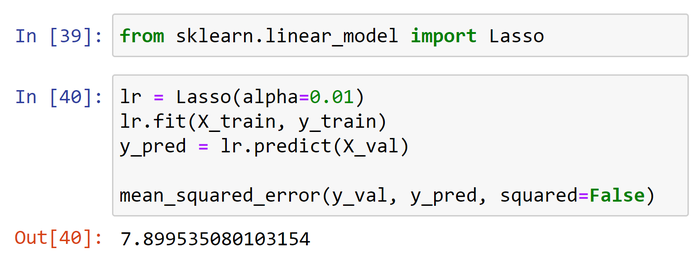 In [39]: from sklearn.linear_model import Lasso
In [40]: lr = Lasso(alpha=0.01)
lr.fit(X_train, y_train)
y_pred = lr.predict(X_val)
mean_squared_error(y_val, y_pred, squared=False)
Out[40]: 7.899535080103154